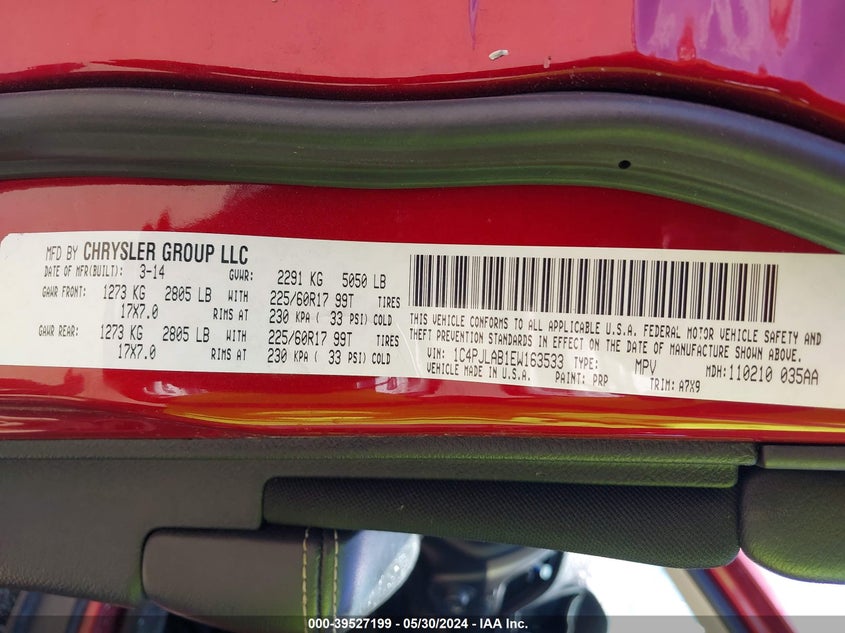 MFD BY CHRYSLER GROUP LLC
DATE OF MFR(BUILT): 3-14 GVWR: 2291 KG 5050 LB
GAWR FRONT: 1273 KG 2805 LB WITH 225/60R17 99T TIRES
17X7.0 RIMS AT 230 KPA ( 33 PSI) COLD
GAWR REAR: 1273 KG 2805 LB WITH 225/60R17 99T TIRES
17X7.0 RIMS AT 230 KPA ( 33 PSI) COLD
THIS VEHICLE CONFORMS TO ALL APPLICABLE U.S.A. FEDERAL MOTOR VEHICLE SAFETY AND
THEFT PREVENTION STANDARDS IN EFFECT ON THE DATE OF MANUFACTURE SHOWN ABOVE.
VIN: 1C4PJLAB1EW163533 TYPE: MPV MDH: 110210 035AA
VEHICLE MADE IN U.S.A. PAINT: PRP TRIM: A7X9
000-39527199 - 05/30/2024 - IAA Inc.